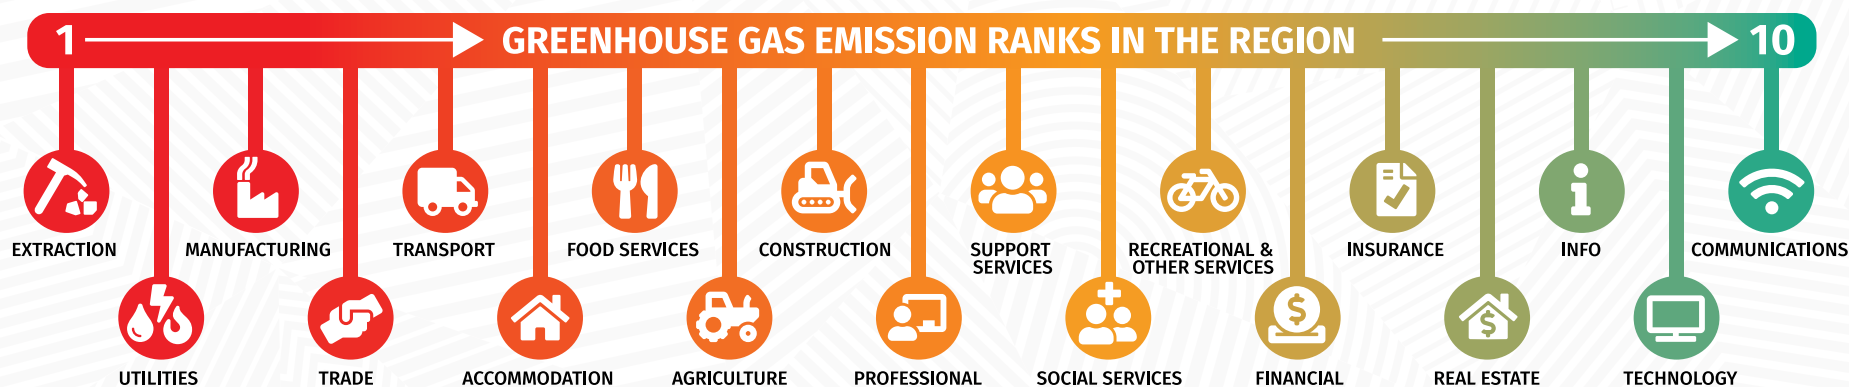 1 GREENHOUSE GAS EMISSION RANKS IN THE REGION 10
EXTRACTION
UTILITIES
MANUFACTURING
TRADE
TRANSPORT
ACCOMMODATION
FOOD SERVICES
AGRICULTURE
CONSTRUCTION
PROFESSIONAL
SUPPORT
SERVICES
SOCIAL SERVICES
RECREATIONAL &
OTHER SERVICES
$
FINANCIAL
INSURANCE
$
REAL ESTATE
i
INFO
TECHNOLOGY
COMMUNICATIONS